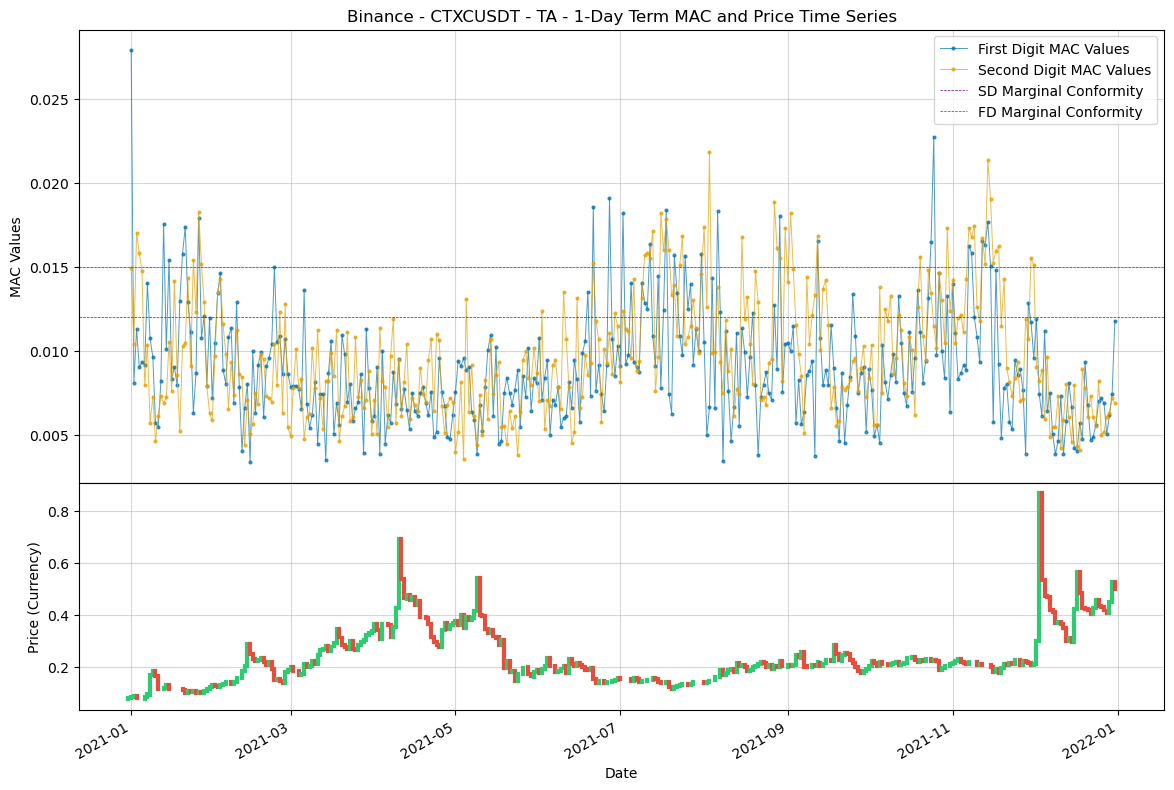 Binance - CTXCUSDT - TA - 1-Day Term MAC and Price Time Series
First Digit MAC Values
Second Digit MAC Values
SD Marginal Conformity
FD Marginal Conformity
MAC Values
0.025
0.020
0.015
0.010
0.005
Price (Currency)
0.8
0.6
0.4
0.2
2021-01
2021-03
2021-05
2021-07
2021-09
2021-11
2022-01
Date